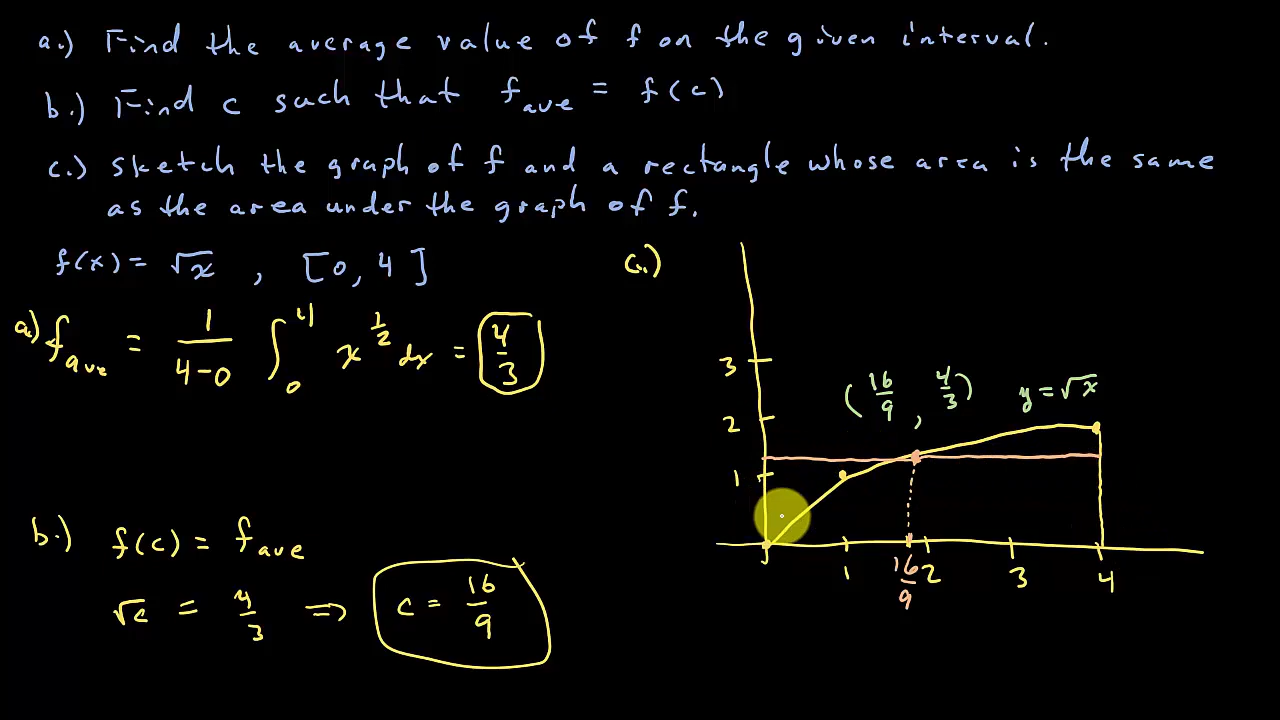 a.) Find the average value of f on the given interval.
b.) Find c such that f_ave = f(c)
c.) Sketch the graph of f and a rectangle whose area is the same
as the area under the graph of f.
f(x) = √x , [0, 4]
a.) f_ave = 1/(4-0) ∫_0^4 x^(1/2) dx = 4/3
b.) f(c) = f_ave
√c = 4/3 ⇒ c = 16/9
c.)
3
(16/9, 4/3) y = √x
2
1
1 16/9 2 3 4